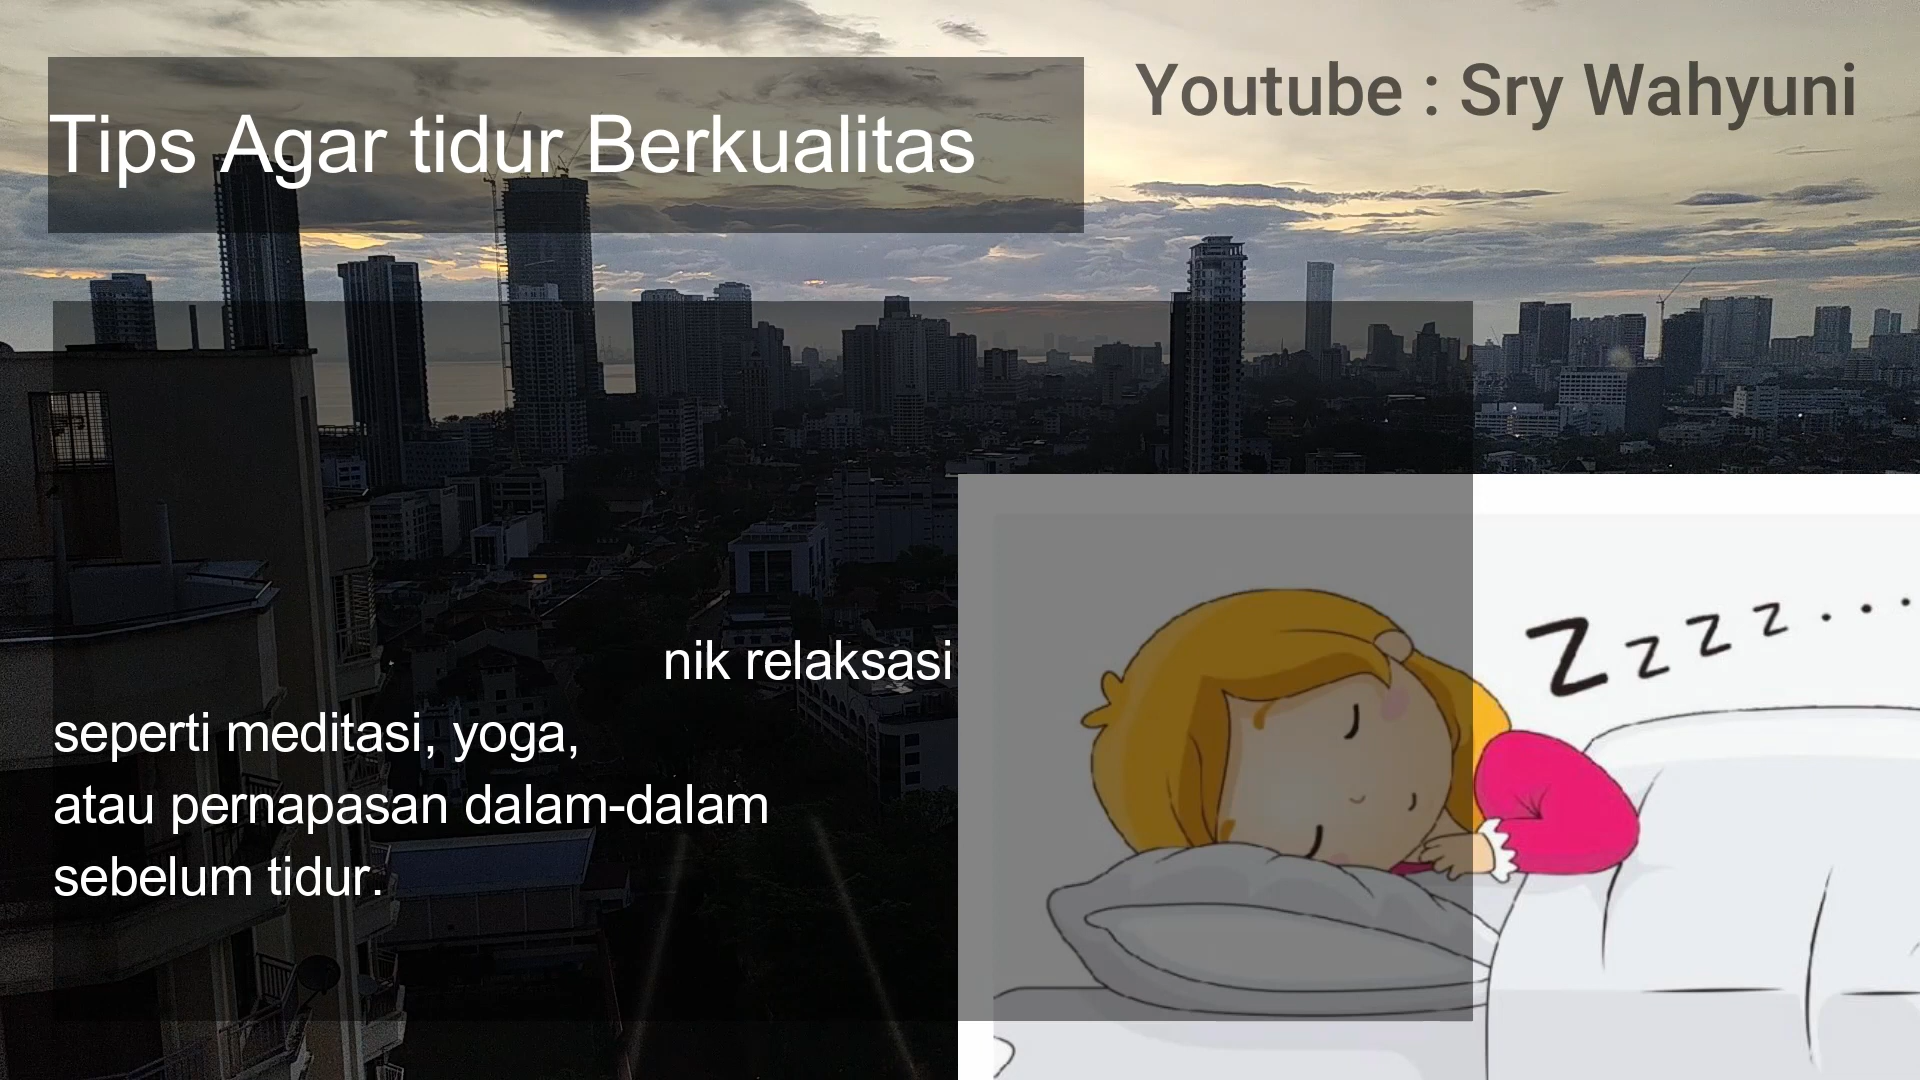 Tips Agar tidur Berkualitas
Youtube : Sry Wahyuni
nik relaksasi
seperti meditasi, yoga,
atau pernapasan dalam-dalam
sebelum tidur.
Zzzz...